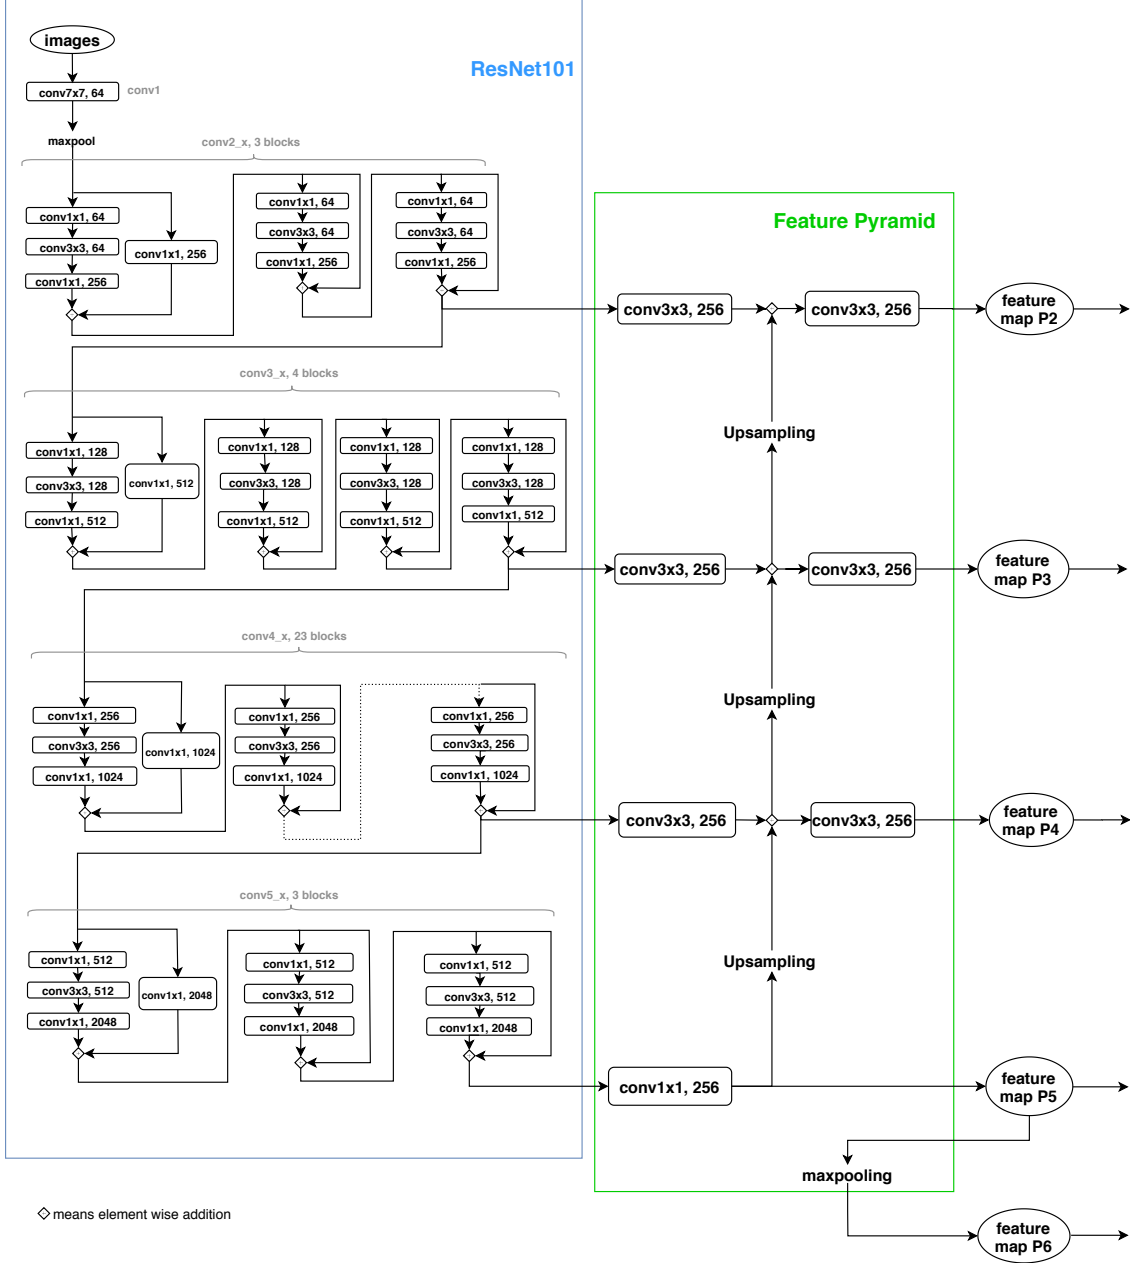 images
ResNet101
conv7x7, 64
conv1
maxpool
conv2_x, 3 blocks
conv1x1, 64
conv3x3, 64
conv1x1, 256
conv1x1, 256
conv1x1, 64
conv3x3, 64
conv1x1, 256
conv1x1, 64
conv3x3, 64
conv1x1, 256
conv3_x, 4 blocks
conv1x1, 128
conv3x3, 128
conv1x1, 512
conv1x1, 512
conv1x1, 128
conv3x3, 128
conv1x1, 512
conv1x1, 128
conv3x3, 128
conv1x1, 512
conv1x1, 128
conv3x3, 128
conv1x1, 512
conv4_x, 23 blocks
conv1x1, 256
conv3x3, 256
conv1x1, 1024
conv1x1, 1024
conv1x1, 256
conv3x3, 256
conv1x1, 1024
conv1x1, 256
conv3x3, 256
conv1x1, 1024
conv5_x, 3 blocks
conv1x1, 512
conv3x3, 512
conv1x1, 2048
conv1x1, 2048
conv1x1, 512
conv3x3, 512
conv1x1, 2048
conv1x1, 512
conv3x3, 512
conv1x1, 2048
Feature Pyramid
conv3x3, 256
conv3x3, 256
feature
map P2
Upsampling
conv3x3, 256
conv3x3, 256
feature
map P3
Upsampling
conv3x3, 256
conv3x3, 256
feature
map P4
Upsampling
conv1x1, 256
feature
map P5
maxpooling
feature
map P6
means element wise addition